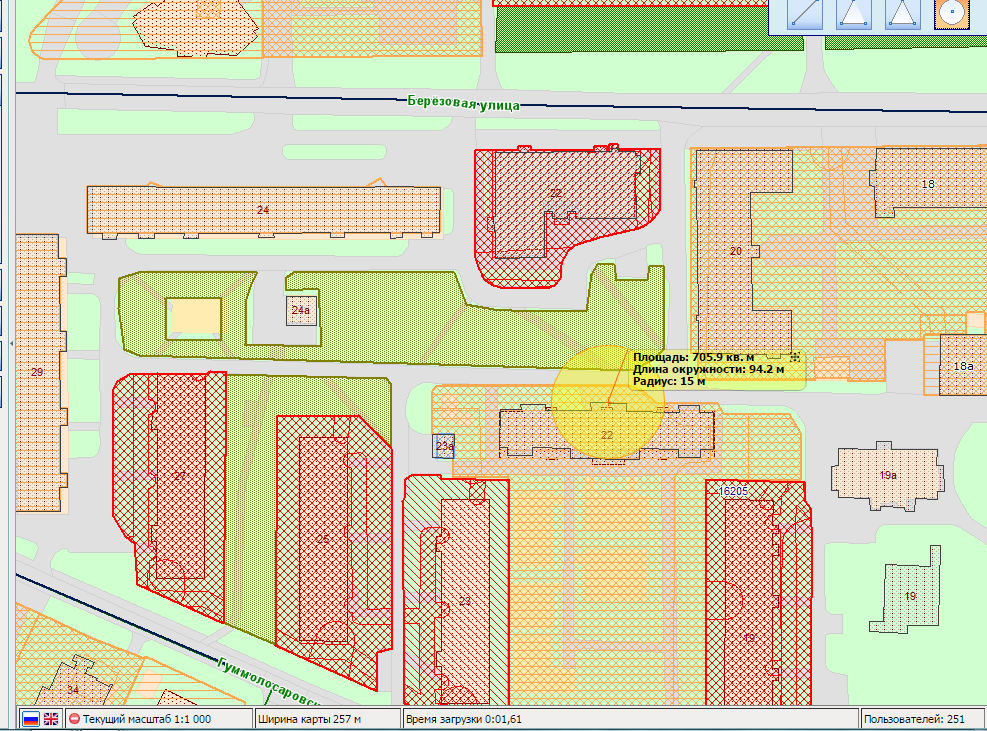 Берёзовая улица
22
18
24
20
24а
18а
29
Площадь: 705.9 кв. м
Длина окружности: 94.2 м
Радиус: 15 м
22
23а
19а
27
16205
25
23
19
Гуммолосаровс
34
Текущий масштаб 1:1 000
Ширина карты 257 м
Время загрузки 0:01,61
Пользователей: 251